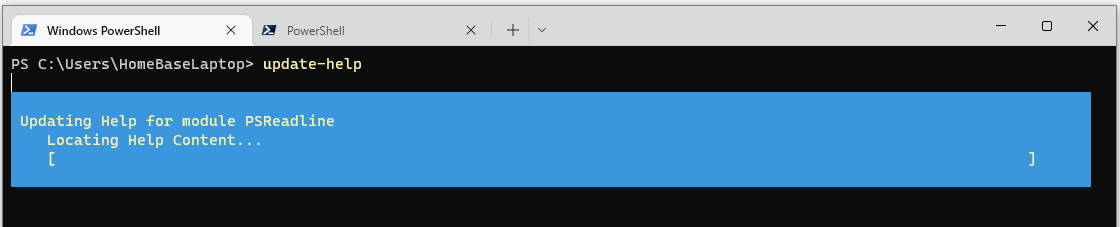 Windows PowerShell
PowerShell
PS C:\Users\HomeBaseLaptop> update-help
Updating Help for module PSReadline
Locating Help Content...
[ ]